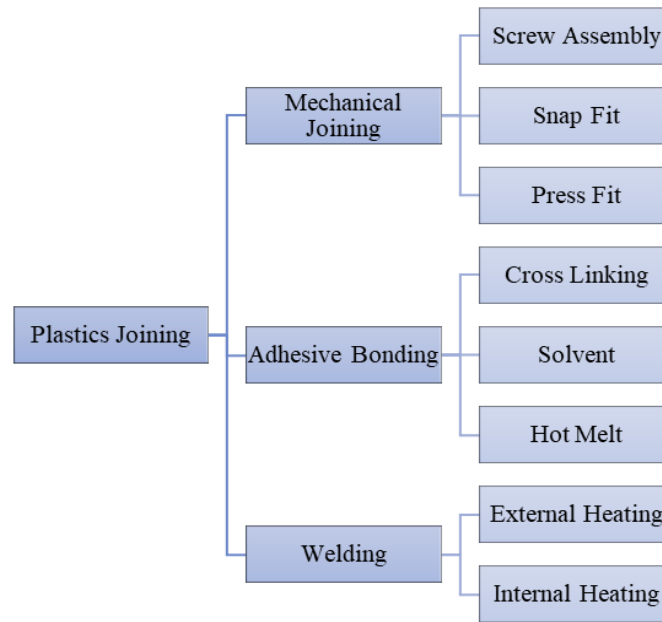 Plastics Joining
Mechanical
Joining
Screw Assembly
Snap Fit
Press Fit
Adhesive Bonding
Cross Linking
Solvent
Hot Melt
Welding
External Heating
Internal Heating